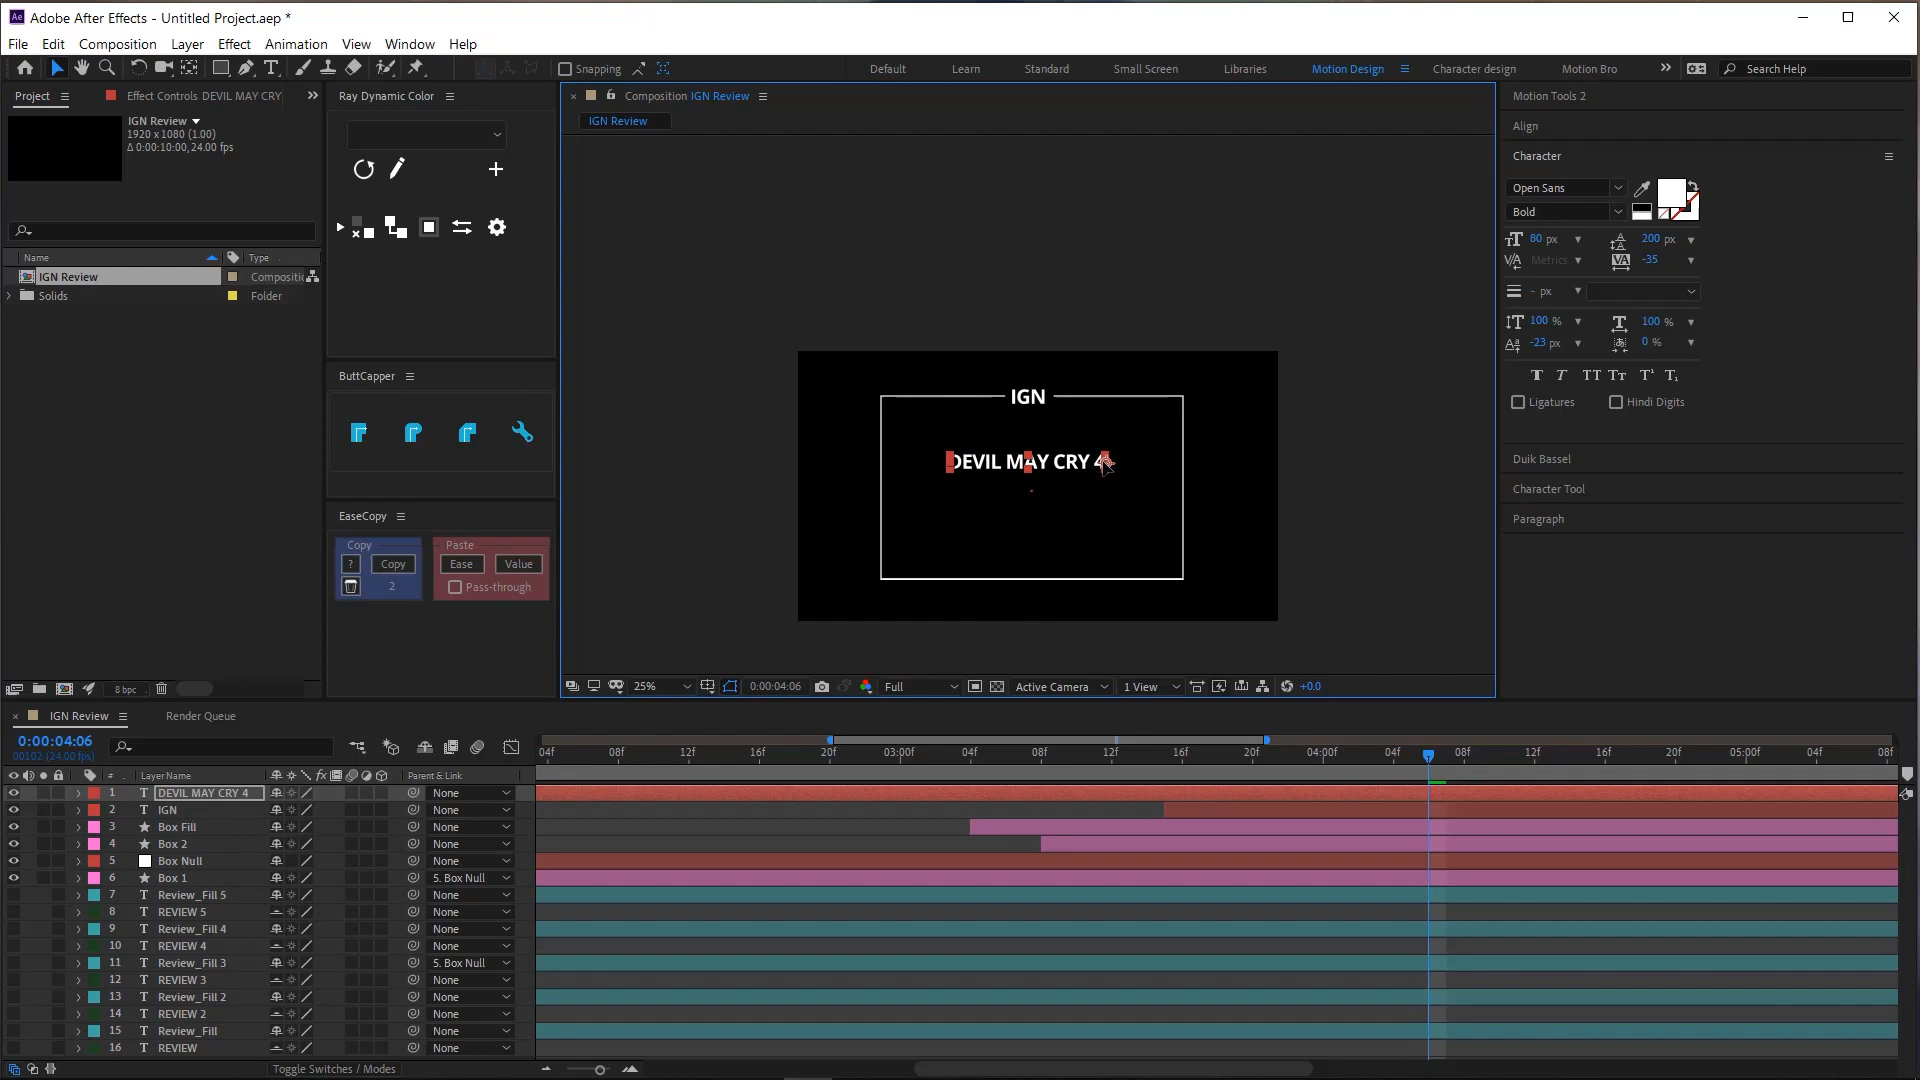 Adobe After Effects - Untitled Project.aep *
File Edit Composition Layer Effect Animation View Window Help
Snapping
Default Learn Standard Small Screen Libraries Motion Design Character design Motion Bro Search Help
Project Effect Controls DEVIL MAY CRY
IGN Review
1920 x 1080 (1.00)
Δ 0:00:10:00, 24.00 fps
Name Type
IGN Review Compositi
Solids Folder
8 bpc
Ray Dynamic Color
ButtCapper
EaseCopy
Copy Paste
? Copy Ease Value
2 Pass-through
Composition IGN Review
IGN Review
IGN
DEVIL MAY CRY 4
25% 0:00:04:06 Full Active Camera 1 View +0.0
Motion Tools 2
Align
Character
Open Sans
Bold
80 px 200 px
Metrics -35
- px
100 % 100 %
-23 px 0 %
Ligatures Hindi Digits
Duik Bassel
Character Tool
Paragraph
IGN Review Render Queue
0:00:04:06
00102 (24.00 fps)
04f 08f 12f 16f 20f 03:00f 04f 08f 12f 16f 20f 04:00f 04f 08f 12f 16f 20f 05:00f 04f 08f
# Layer Name Parent & Link
1 T DEVIL MAY CRY 4 None
2 T IGN None
3 Box Fill None
4 Box 2 None
5 Box Null None
6 Box 1 5. Box Null
7 T Review_Fill 5 None
8 T REVIEW 5 None
9 T Review_Fill 4 None
10 T REVIEW 4 None
11 T Review_Fill 3 5. Box Null
12 T REVIEW 3 None
13 T Review_Fill 2 None
14 T REVIEW 2 None
15 T Review_Fill None
16 T REVIEW None
Toggle Switches / Modes